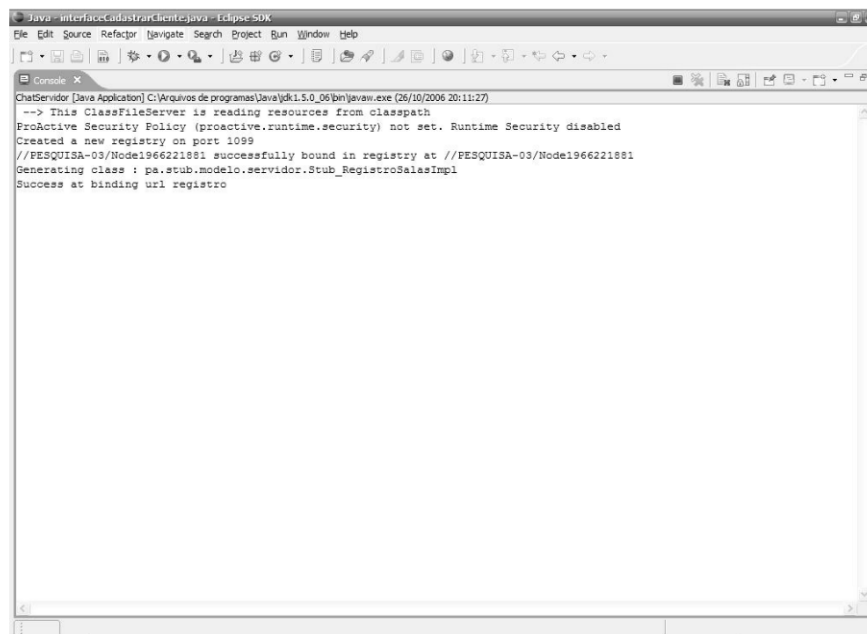 Java - interfaceCadastrarCliente.java - Eclipse SDK
File Edit Source Refactor Navigate Search Project Run Window Help
Console
ChatServidor [Java Application] C:\Arquivos de programas\Java\jdk1.5.0_06\bin\javaw.exe (26/10/2006 20:11:27)
--> This ClassFileServer is reading resources from classpath
ProActive Security Policy (proactive.runtime.security) not set. Runtime Security disabled
Created a new registry on port 1099
//PESQUISA-03/Node1966221881 successfully bound in registry at //PESQUISA-03/Node1966221881
Generating class : pa.stub.modelo.servidor.Stub_RegistroSalasImpl
Success at binding url registro